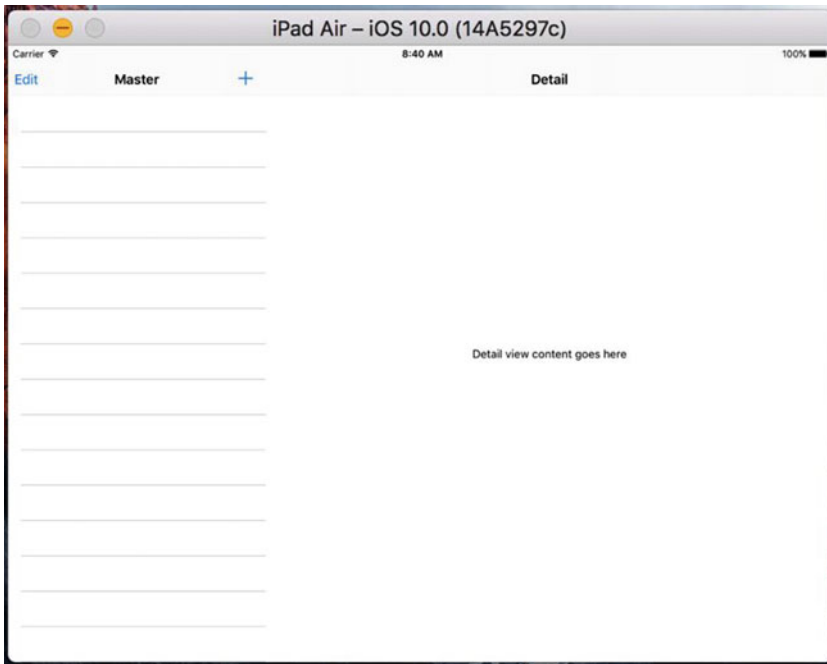 iPad Air – iOS 10.0 (14A5297c)
Carrier 8:40 AM 100%
Edit Master + Detail
Detail view content goes here